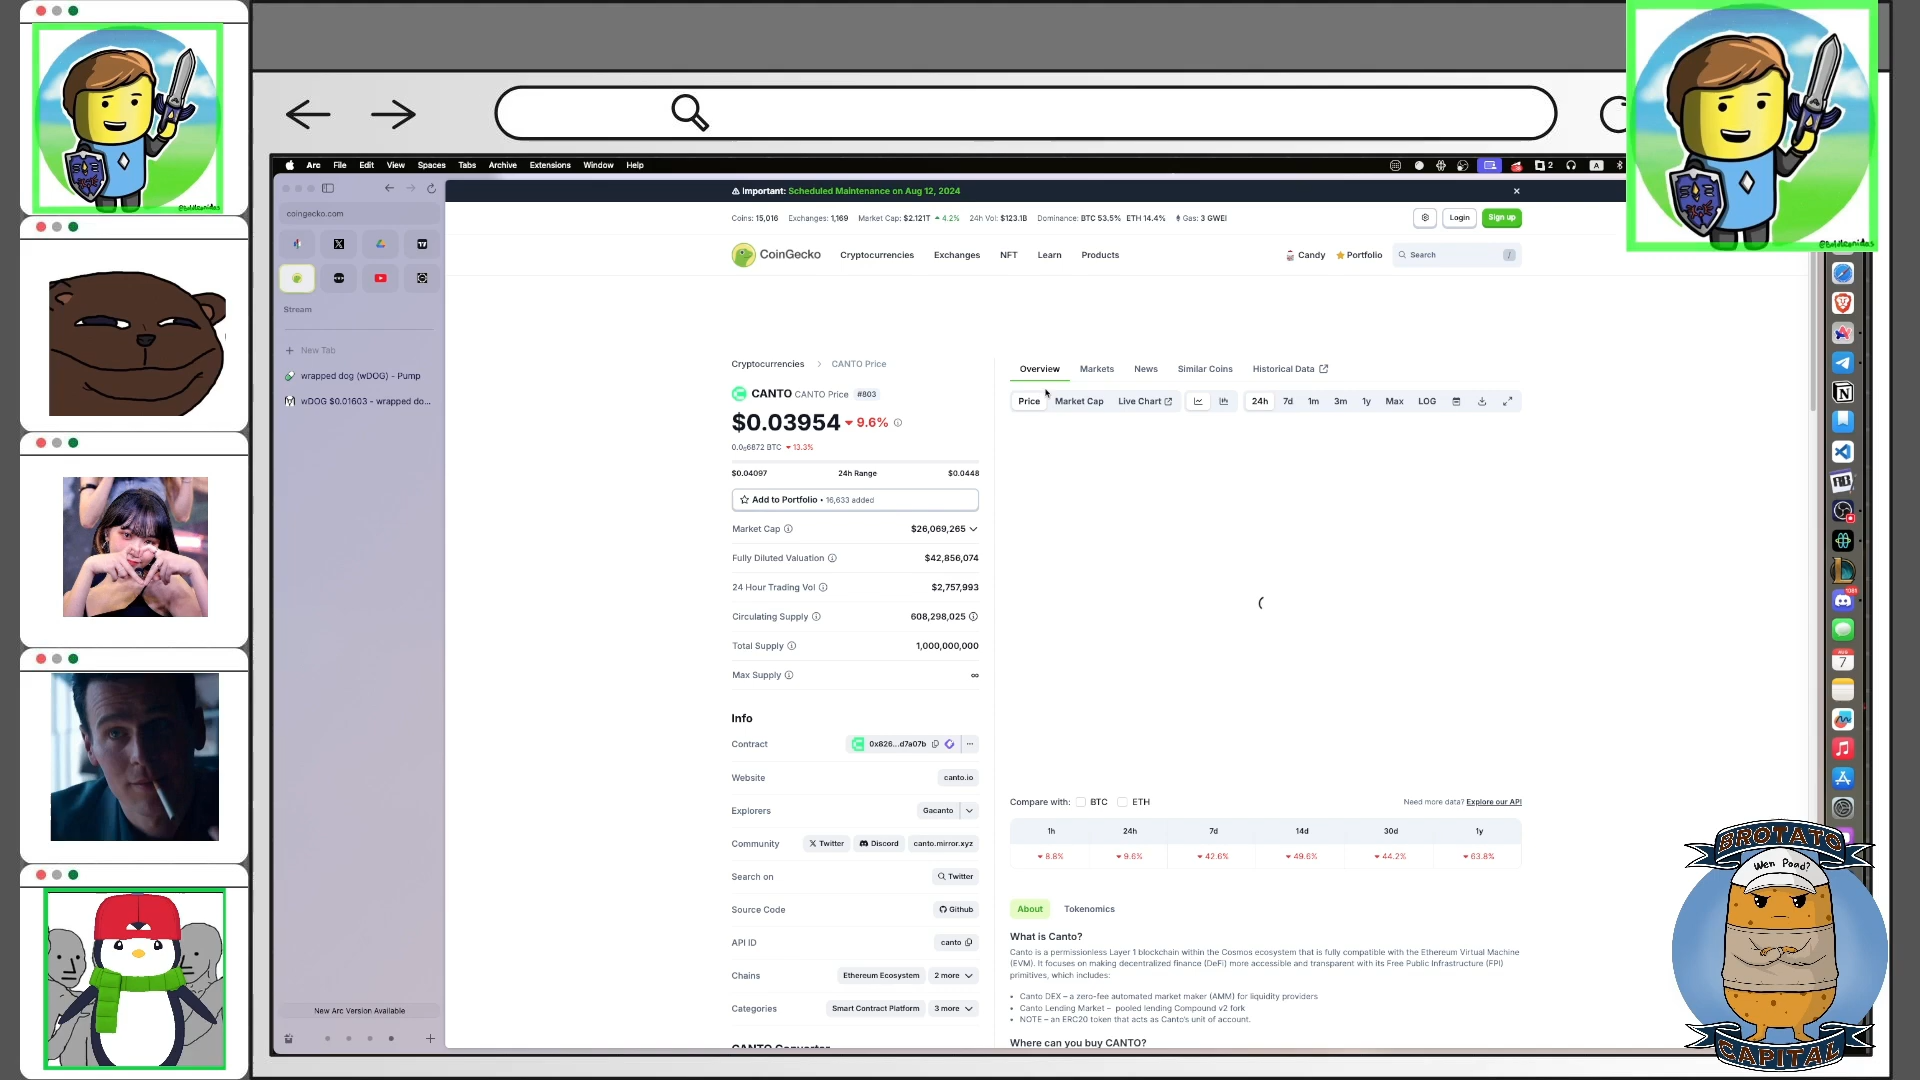 Arc File Edit View Spaces Tabs Archive Extensions Window Help
2
A
coingecko.com
Stream
New Tab
wrapped dog (wDOG) - Pump
wDOG $0.01603 - wrapped do...
New Arc Version Available
Important: Scheduled Maintenance on Aug 12, 2024
Coins: 15,016 Exchanges: 1,169 Market Cap: $2.121T 4.2% 24h Vol: $123.1B Dominance: BTC 53.5% ETH 14.4% Gas: 3 GWEI
Login
Sign up
CoinGecko
Cryptocurrencies Exchanges NFT Learn Products
Candy Portfolio Search /
Cryptocurrencies > CANTO Price
CANTO CANTO Price #803
$0.03954 9.6%
13.3%
$0.04097 24h Range $0.0448
Add to Portfolio • 16,633 added
Market Cap $26,069,265
Fully Diluted Valuation $42,856,074
24 Hour Trading Vol $2,757,993
Circulating Supply 608,298,025
Total Supply 1,000,000,000
Max Supply ∞
Info
Contract 0x826...d7a07b
Website canto.io
Explorers Gacanto
Community Twitter Discord canto.mirror.xyz
Search on Twitter
Source Code Github
API ID canto
Chains Ethereum Ecosystem 2 more
Categories Smart Contract Platform 3 more
CANTO Converter
Overview Markets News Similar Coins Historical Data
Price Market Cap Live Chart 24h 7d 1m 3m 1y Max LOG
Compare with: BTC ETH
Need more data? Explore our API
1h 24h 7d 14d 30d 1y
8.8% 9.6% 42.6% 49.6% 44.2% 63.8%
About Tokenomics
What is Canto?
Canto is a permissionless Layer 1 blockchain within the Cosmos ecosystem that is fully compatible with the Ethereum Virtual Machine
(EVM). It focuses on making decentralized finance (DeFi) more accessible and transparent with its Free Public Infrastructure (FPI)
primitives, which includes:
• Canto DEX – a zero-fee automated market maker (AMM) for liquidity providers
• Canto Lending Market – pooled lending Compound v2 fork
• NOTE – an ERC20 token that acts as Canto's unit of account.
Where can you buy CANTO?
7
BROTATO
Wen Poad?
CAPITAL